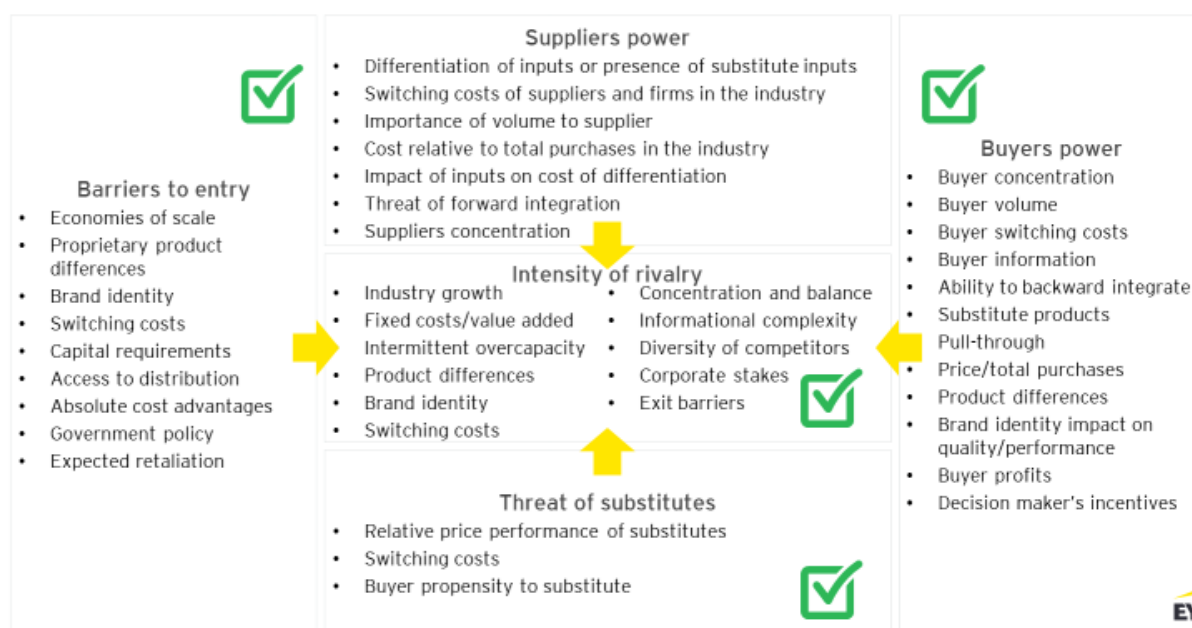 Suppliers power
• Differentiation of inputs or presence of substitute inputs
• Switching costs of suppliers and firms in the industry
• Importance of volume to supplier
• Cost relative to total purchases in the industry
• Impact of inputs on cost of differentiation
• Threat of forward integration
• Suppliers concentration
Barriers to entry
• Economies of scale
• Proprietary product
differences
• Brand identity
• Switching costs
• Capital requirements
• Access to distribution
• Absolute cost advantages
• Government policy
• Expected retaliation
Intensity of rivalry
• Industry growth
• Fixed costs/value added
• Intermittent overcapacity
• Product differences
• Brand identity
• Switching costs
• Concentration and balance
• Informational complexity
• Diversity of competitors
• Corporate stakes
• Exit barriers
Buyers power
• Buyer concentration
• Buyer volume
• Buyer switching costs
• Buyer information
• Ability to backward integrate
• Substitute products
• Pull-through
• Price/total purchases
• Product differences
• Brand identity impact on
quality/performance
• Buyer profits
• Decision maker's incentives
Threat of substitutes
• Relative price performance of substitutes
• Switching costs
• Buyer propensity to substitute
EY